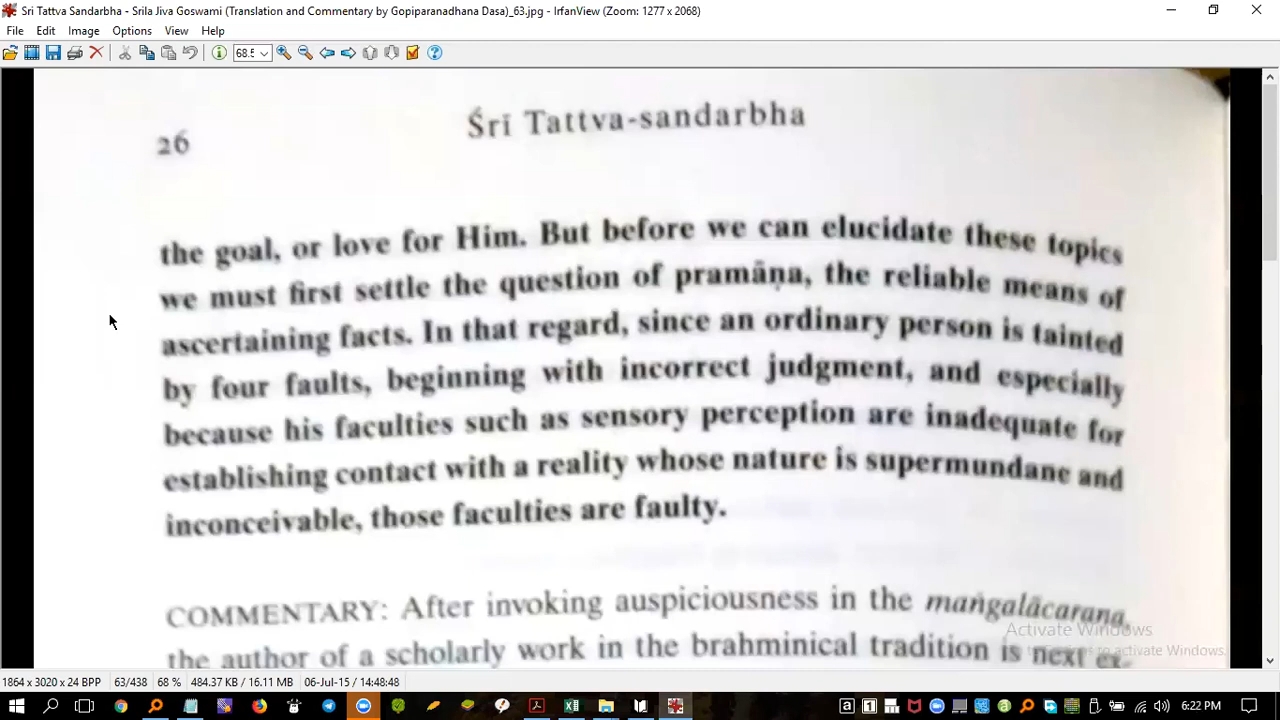 Sri Tattva Sandarbha - Srila Jiva Goswami (Translation and Commentary by Gopiparanadhana Dasa)_63.jpg - IrfanView (Zoom: 1277 x 2068)
File Edit Image Options View Help
68.5
26
Śrī Tattva-sandarbha
the goal, or love for Him. But before we can elucidate these topics
we must first settle the question of pramāṇa, the reliable means of
ascertaining facts. In that regard, since an ordinary person is tainted
by four faults, beginning with incorrect judgment, and especially
because his faculties such as sensory perception are inadequate for
establishing contact with a reality whose nature is supermundane and
inconceivable, those faculties are faulty.
COMMENTARY: After invoking auspiciousness in the maṅgalācaraṇa,
the author of a scholarly work in the brahminical tradition is next ex-
Activate Windows
to activate Windows.
1864 x 3020 x 24 BPP 63/438 68 % 484.37 KB / 16.11 MB 06-Jul-15 / 14:48:48
6:22 PM